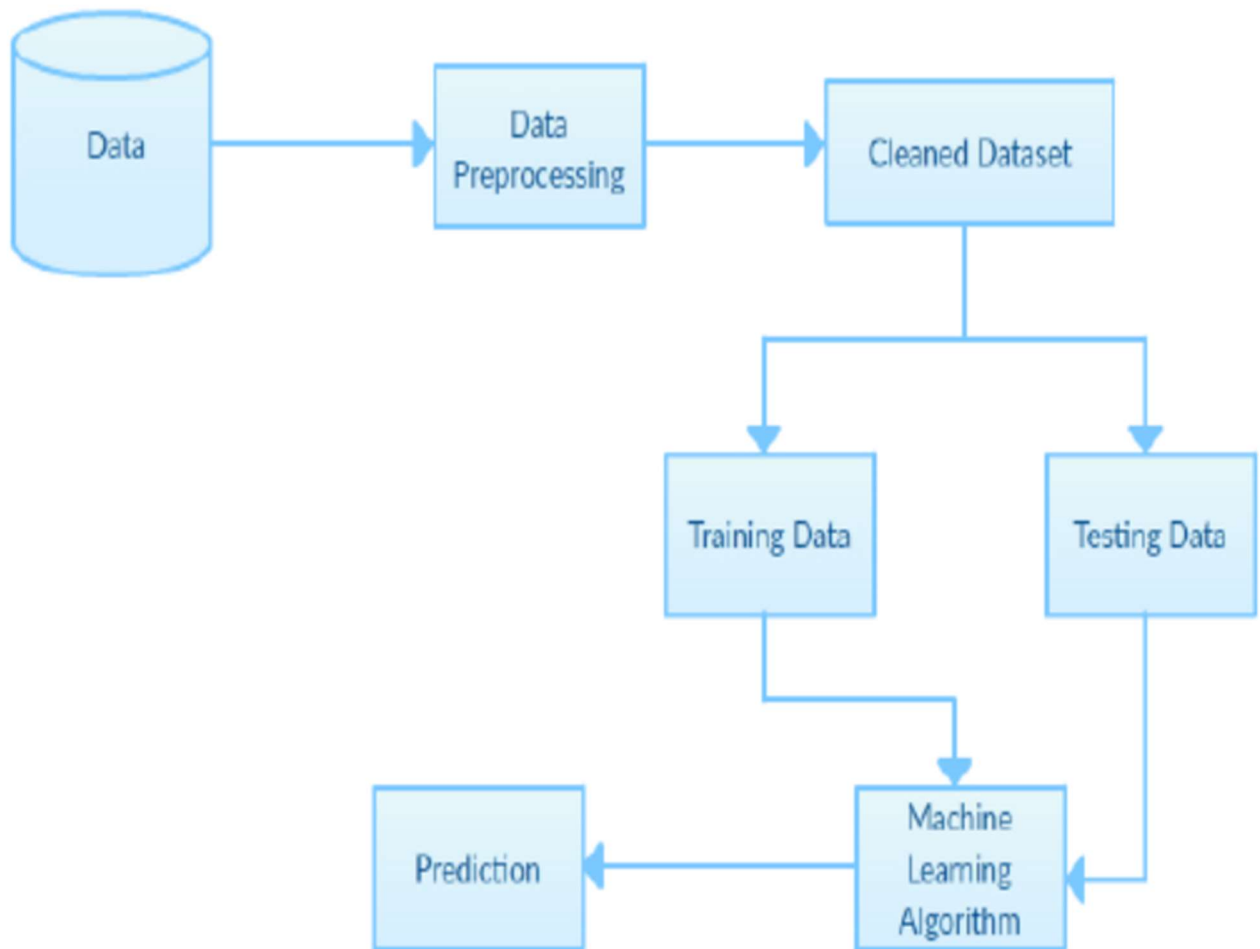 Data
Data
Preprocessing
Cleaned Dataset
Training Data
Testing Data
Machine
Learning
Algorithm
Prediction